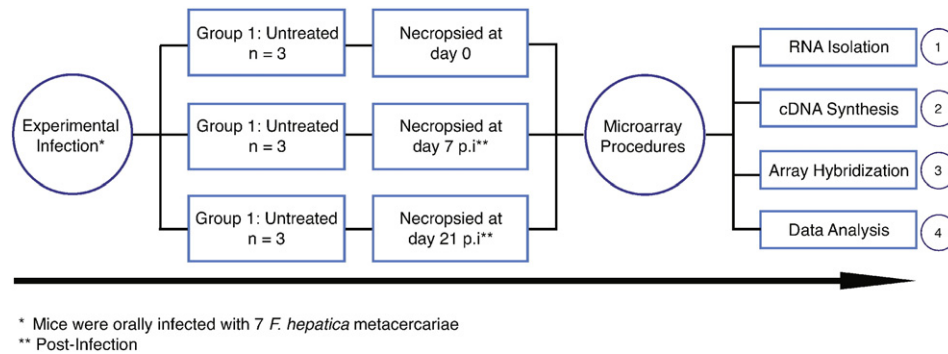 Experimental
Infection*
Group 1: Untreated
n = 3
Necropsied at
day 0
Group 1: Untreated
n = 3
Necropsied at
day 7 p.i**
Group 1: Untreated
n = 3
Necropsied at
day 21 p.i**
Microarray
Procedures
RNA Isolation
1
cDNA Synthesis
2
Array Hybridization
3
Data Analysis
4
* Mice were orally infected with 7 F. hepatica metacercariae
** Post-Infection